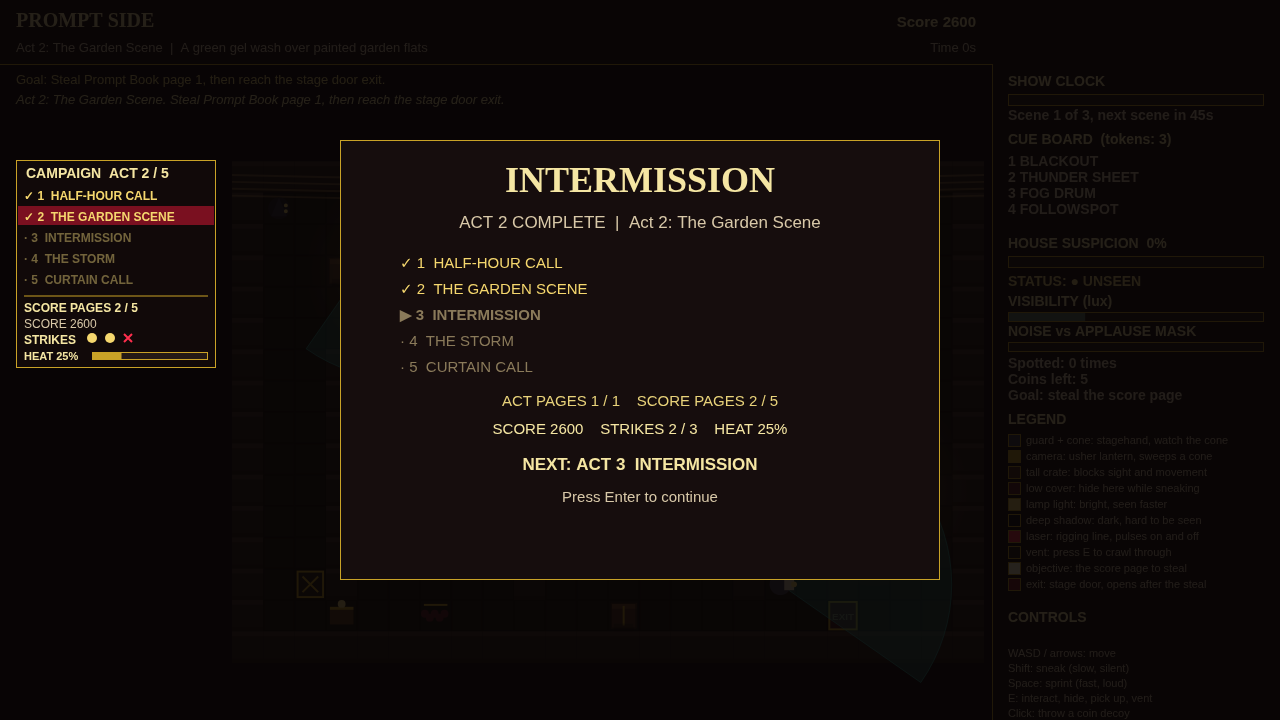 PROMPT SIDE
Score 2600
Act 2: The Garden Scene | A green gel wash over painted garden flats
Time 0s
Goal: Steal Prompt Book page 1, then reach the stage door exit.
Act 2: The Garden Scene. Steal Prompt Book page 1, then reach the stage door exit.
CAMPAIGN ACT 2 / 5
✓ 1 HALF-HOUR CALL
✓ 2 THE GARDEN SCENE
· 3 INTERMISSION
· 4 THE STORM
· 5 CURTAIN CALL
SCORE PAGES 2 / 5
SCORE 2600
STRIKES
HEAT 25%
INTERMISSION
ACT 2 COMPLETE | Act 2: The Garden Scene
✓ 1 HALF-HOUR CALL
✓ 2 THE GARDEN SCENE
▶ 3 INTERMISSION
· 4 THE STORM
· 5 CURTAIN CALL
ACT PAGES 1 / 1 SCORE PAGES 2 / 5
SCORE 2600 STRIKES 2 / 3 HEAT 25%
NEXT: ACT 3 INTERMISSION
Press Enter to continue
EXIT
SHOW CLOCK
Scene 1 of 3, next scene in 45s
CUE BOARD (tokens: 3)
1 BLACKOUT
2 THUNDER SHEET
3 FOG DRUM
4 FOLLOWSPOT
HOUSE SUSPICION 0%
STATUS: ● UNSEEN
VISIBILITY (lux)
NOISE vs APPLAUSE MASK
Spotted: 0 times
Coins left: 5
Goal: steal the score page
LEGEND
guard + cone: stagehand, watch the cone
camera: usher lantern, sweeps a cone
tall crate: blocks sight and movement
low cover: hide here while sneaking
lamp light: bright, seen faster
deep shadow: dark, hard to be seen
laser: rigging line, pulses on and off
vent: press E to crawl through
objective: the score page to steal
exit: stage door, opens after the steal
CONTROLS
WASD / arrows: move
Shift: sneak (slow, silent)
Space: sprint (fast, loud)
E: interact, hide, pick up, vent
Click: throw a coin decoy